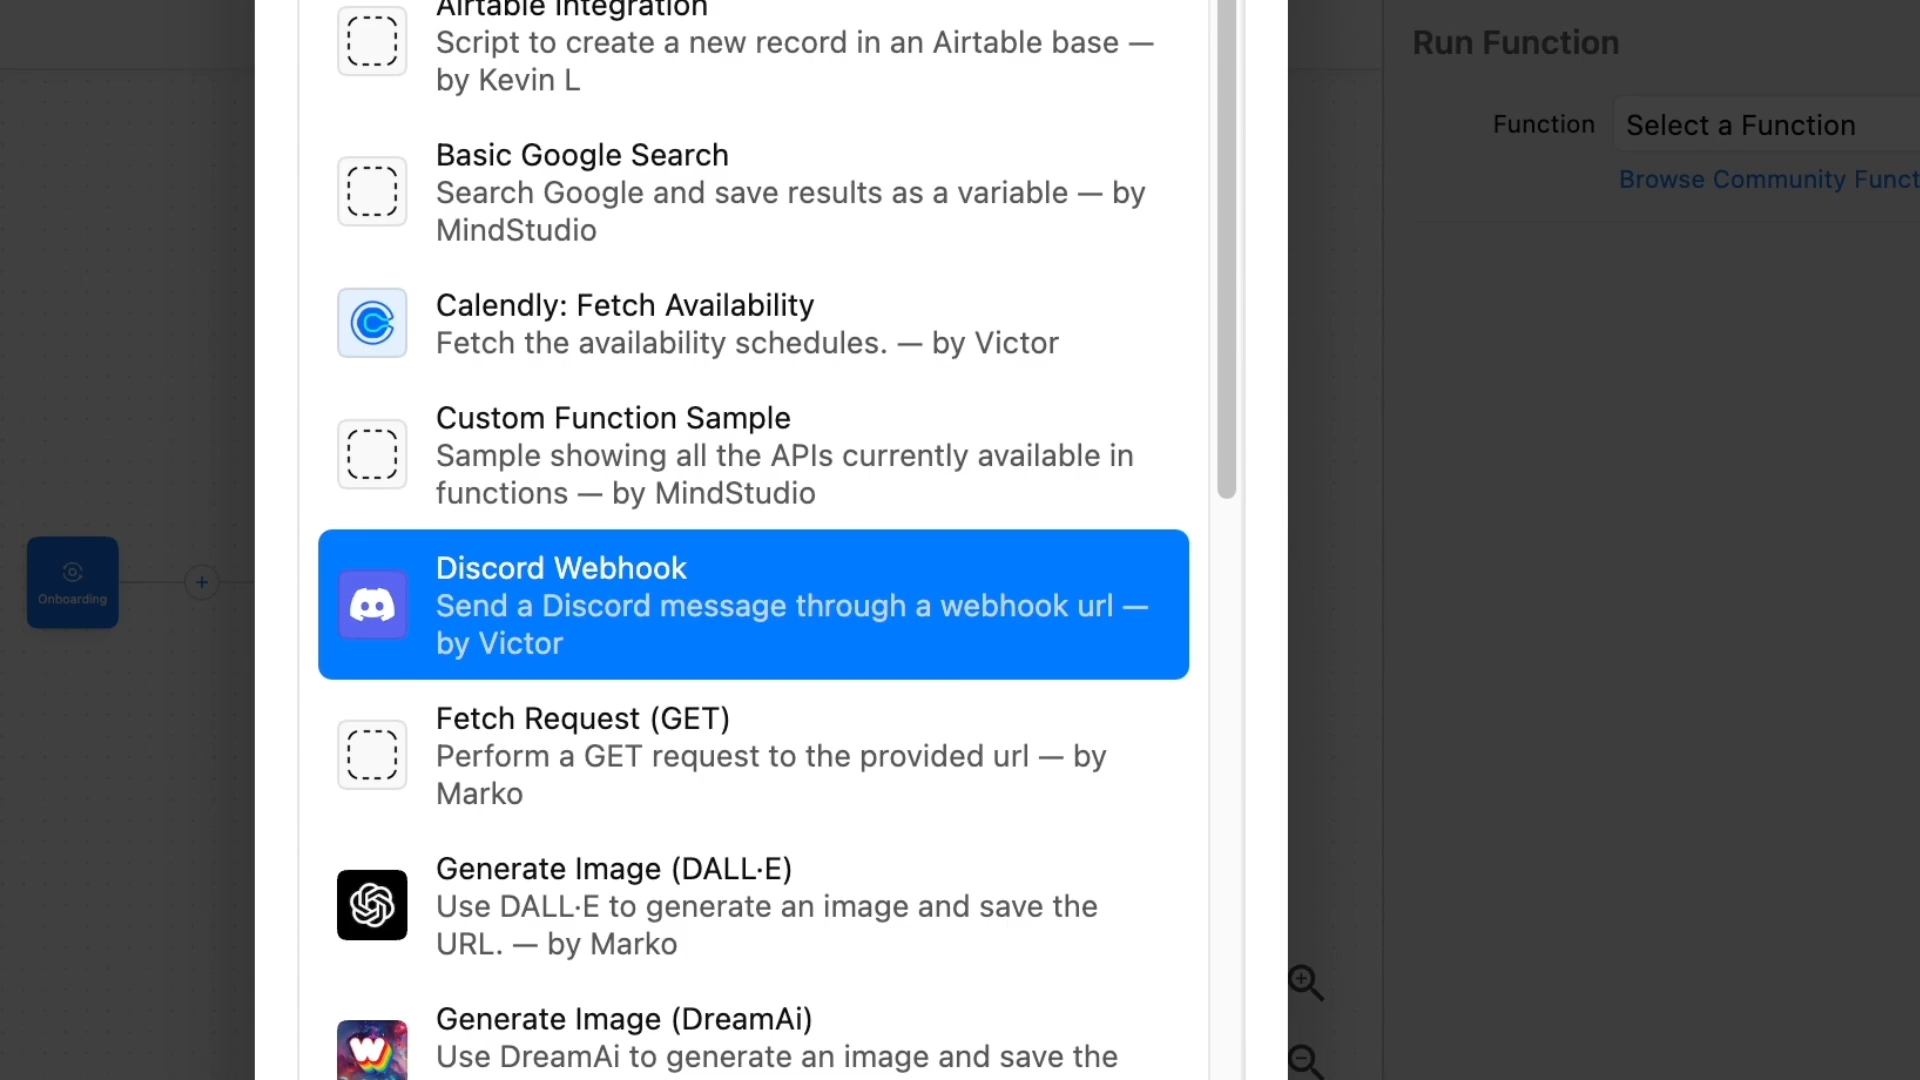 Airtable Integration
Script to create a new record in an Airtable base —
by Kevin L
Basic Google Search
Search Google and save results as a variable — by
MindStudio
Calendly: Fetch Availability
Fetch the availability schedules. — by Victor
Custom Function Sample
Sample showing all the APIs currently available in
functions — by MindStudio
Discord Webhook
Send a Discord message through a webhook url —
by Victor
Fetch Request (GET)
Perform a GET request to the provided url — by
Marko
Generate Image (DALL·E)
Use DALL·E to generate an image and save the
URL. — by Marko
Generate Image (DreamAi)
Use DreamAi to generate an image and save the
Onboarding
Run Function
Function
Select a Function
Browse Community Funct